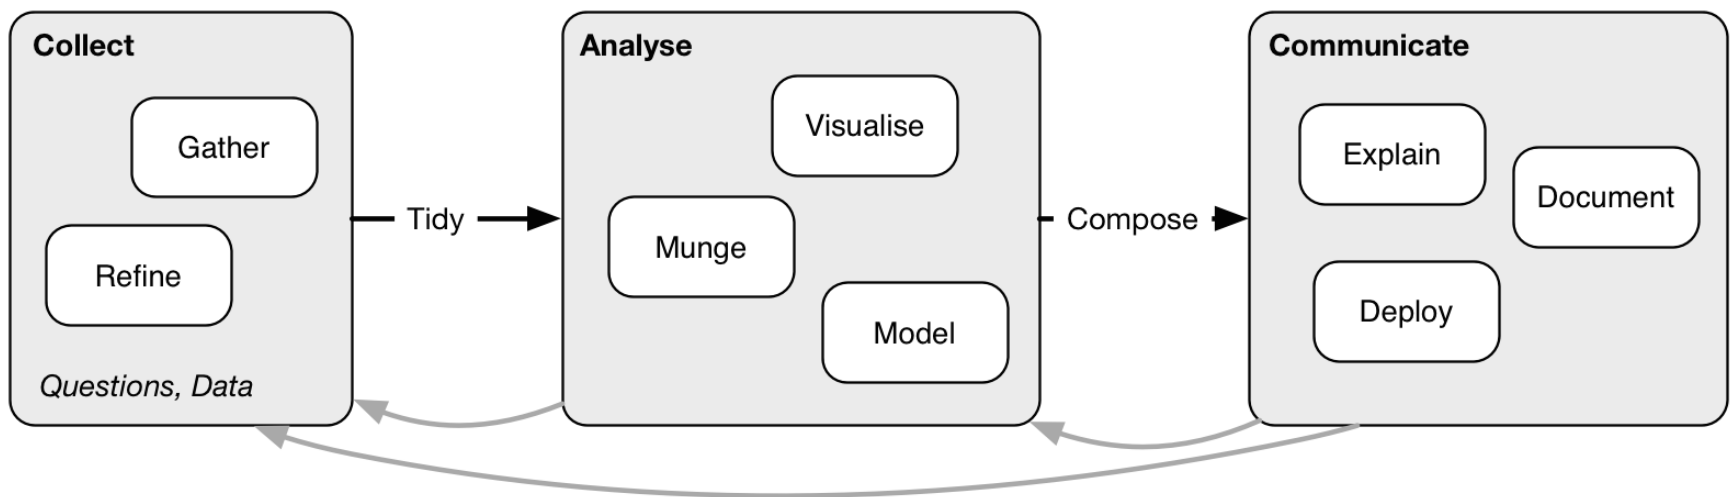 Collect
Gather
Refine
Questions, Data
Tidy
Analyse
Visualise
Munge
Model
Compose
Communicate
Explain
Document
Deploy